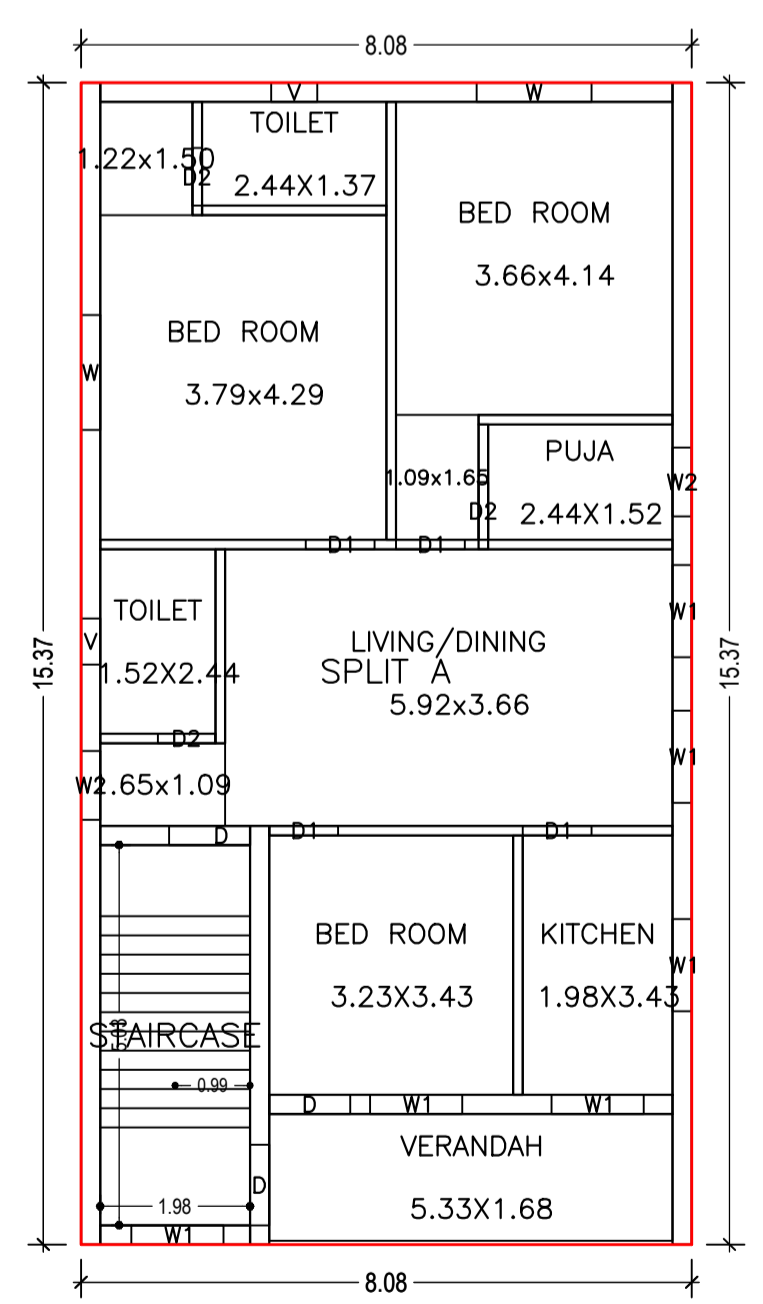 8.08
V
W
TOILET
1.22x1.50
D2
2.44X1.37
BED ROOM
3.66x4.14
BED ROOM
W
3.79x4.29
PUJA
1.09x1.65
W2
D2
2.44X1.52
D1
D1
TOILET
W1
V
LIVING/DINING
15.37
15.37
1.52X2.44
SPLIT A
5.92x3.66
D2
W1
W2
2.65x1.09
D
D1
D1
BED ROOM
KITCHEN
W1
3.23X3.43
1.98X3.43
STAIRCASE
0.99
D
W1
W1
VERANDAH
D
1.98
5.33X1.68
W1
8.08